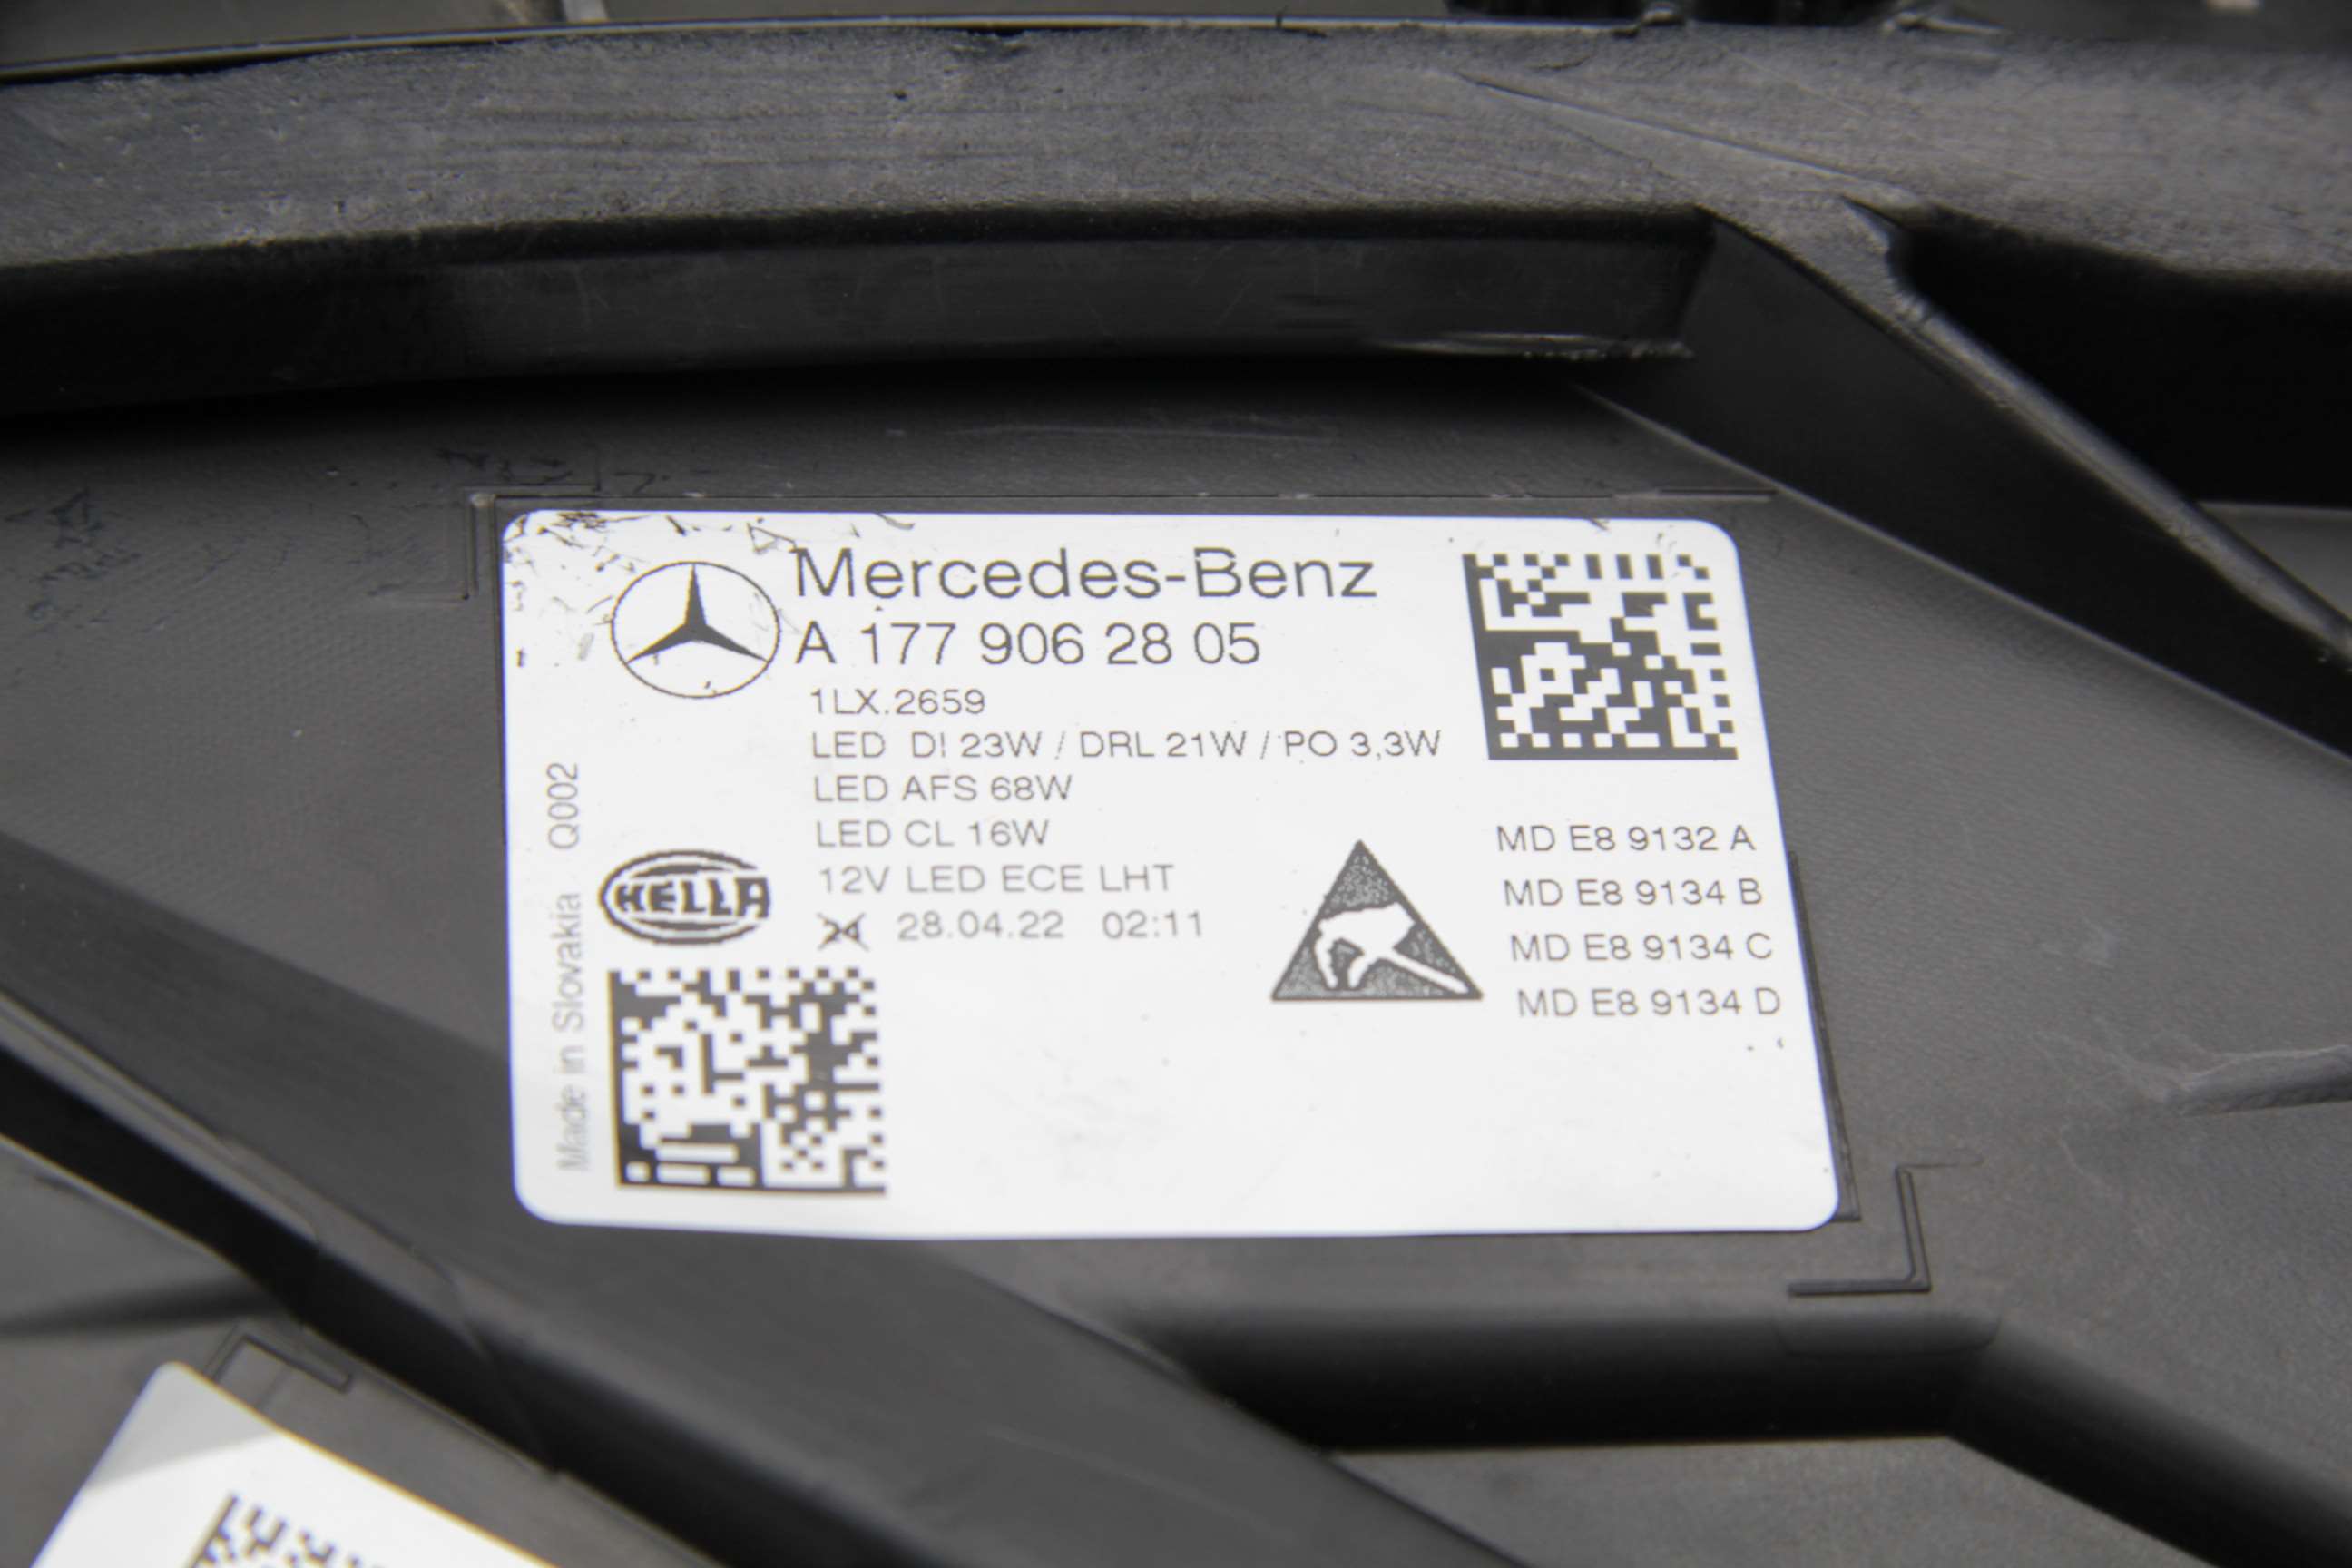 Mercedes-Benz
A 177 906 28 05
1LX.2659
LED DI 23W / DRL 21W / PO 3,3W
LED AFS 68W
LED CL 16W
12V LED ECE LHT
24 28.04.22 02:11
HELLA
Made in Slovakia Q002
MD E8 9132 A
MD E8 9134 B
MD E8 9134 C
MD E8 9134 D